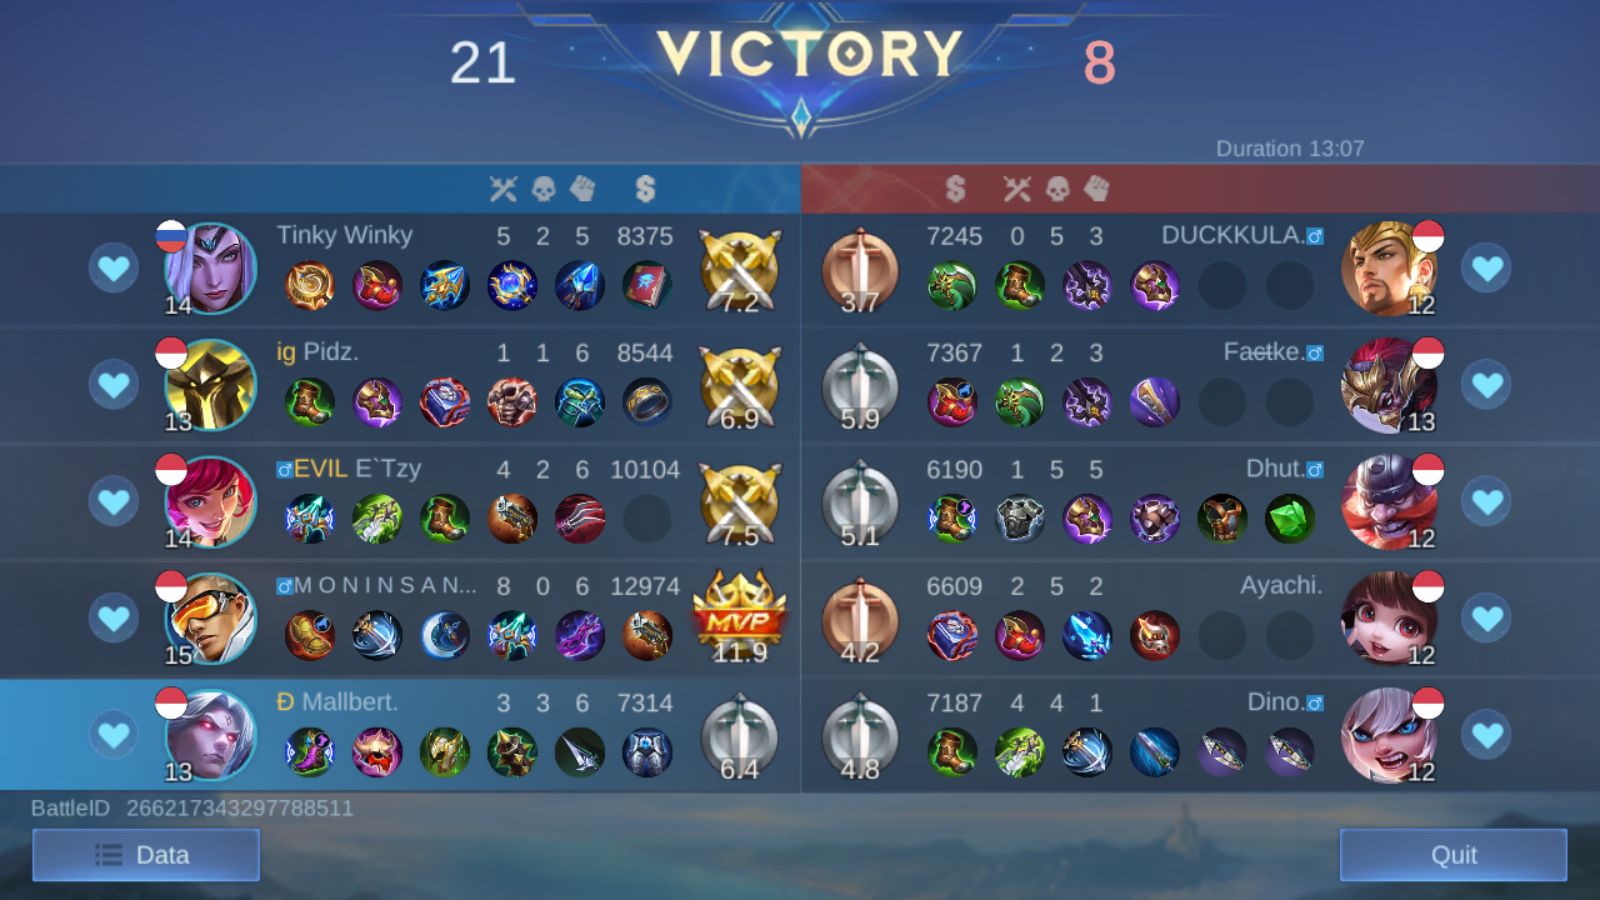 21 VICTORY 8
Duration 13:07
Tinky Winky 5 2 5 8375
14 7.2
3.7 7245 0 5 3 DUCKKULA.♂
12
ig Pidz. 1 1 6 8544
13 6.9
5.9 7367 1 2 3 Factke.♂
13
♂EVIL E`Tzy 4 2 6 10104
14 7.5
5.1 6190 1 5 5 Dhut.♂
12
♂M O N I N S A N... 8 0 6 12974
MVP
15 11.9
4.2 6609 2 5 2 Ayachi.
12
Đ Mallbert. 3 3 6 7314
13 6.4
4.8 7187 4 4 1 Dino.♂
12
BattleID 266217343297788511
Data
Quit